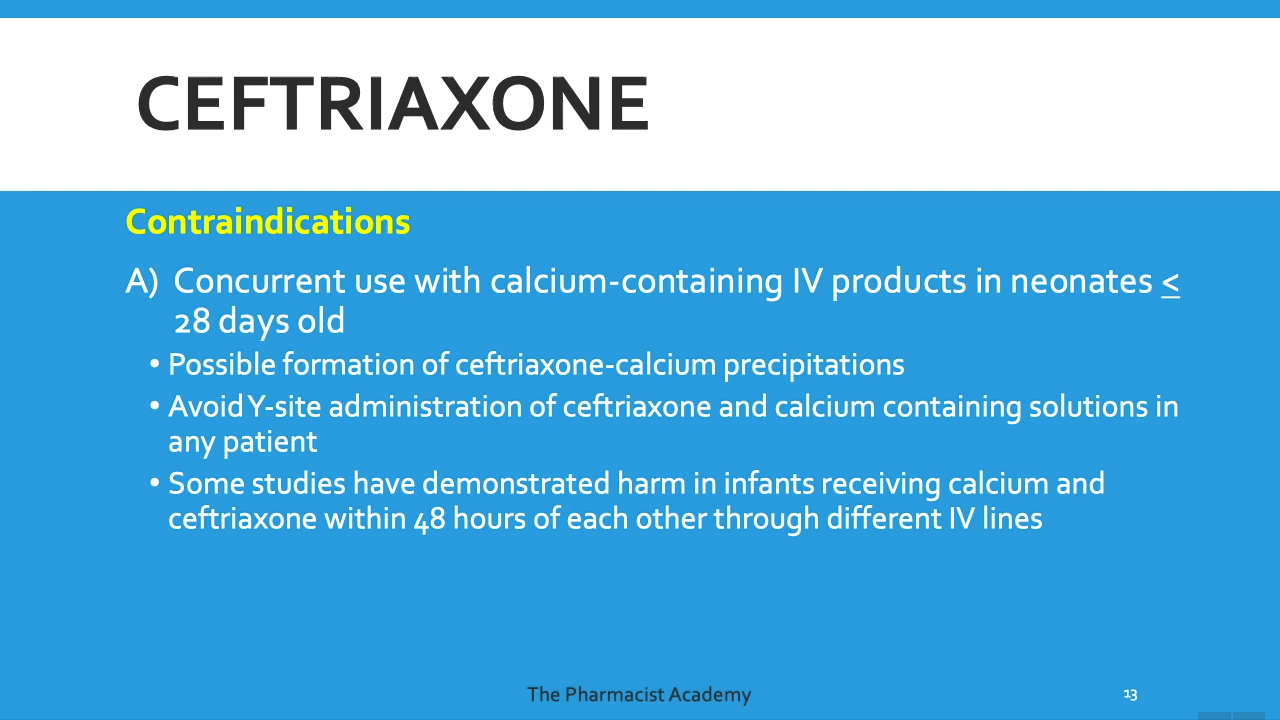 CEFTRIAXONE
Contraindications
A) Concurrent use with calcium-containing IV products in neonates ≤
28 days old
• Possible formation of ceftriaxone-calcium precipitations
• Avoid Y-site administration of ceftriaxone and calcium containing solutions in
any patient
• Some studies have demonstrated harm in infants receiving calcium and
ceftriaxone within 48 hours of each other through different IV lines
The Pharmacist Academy
13